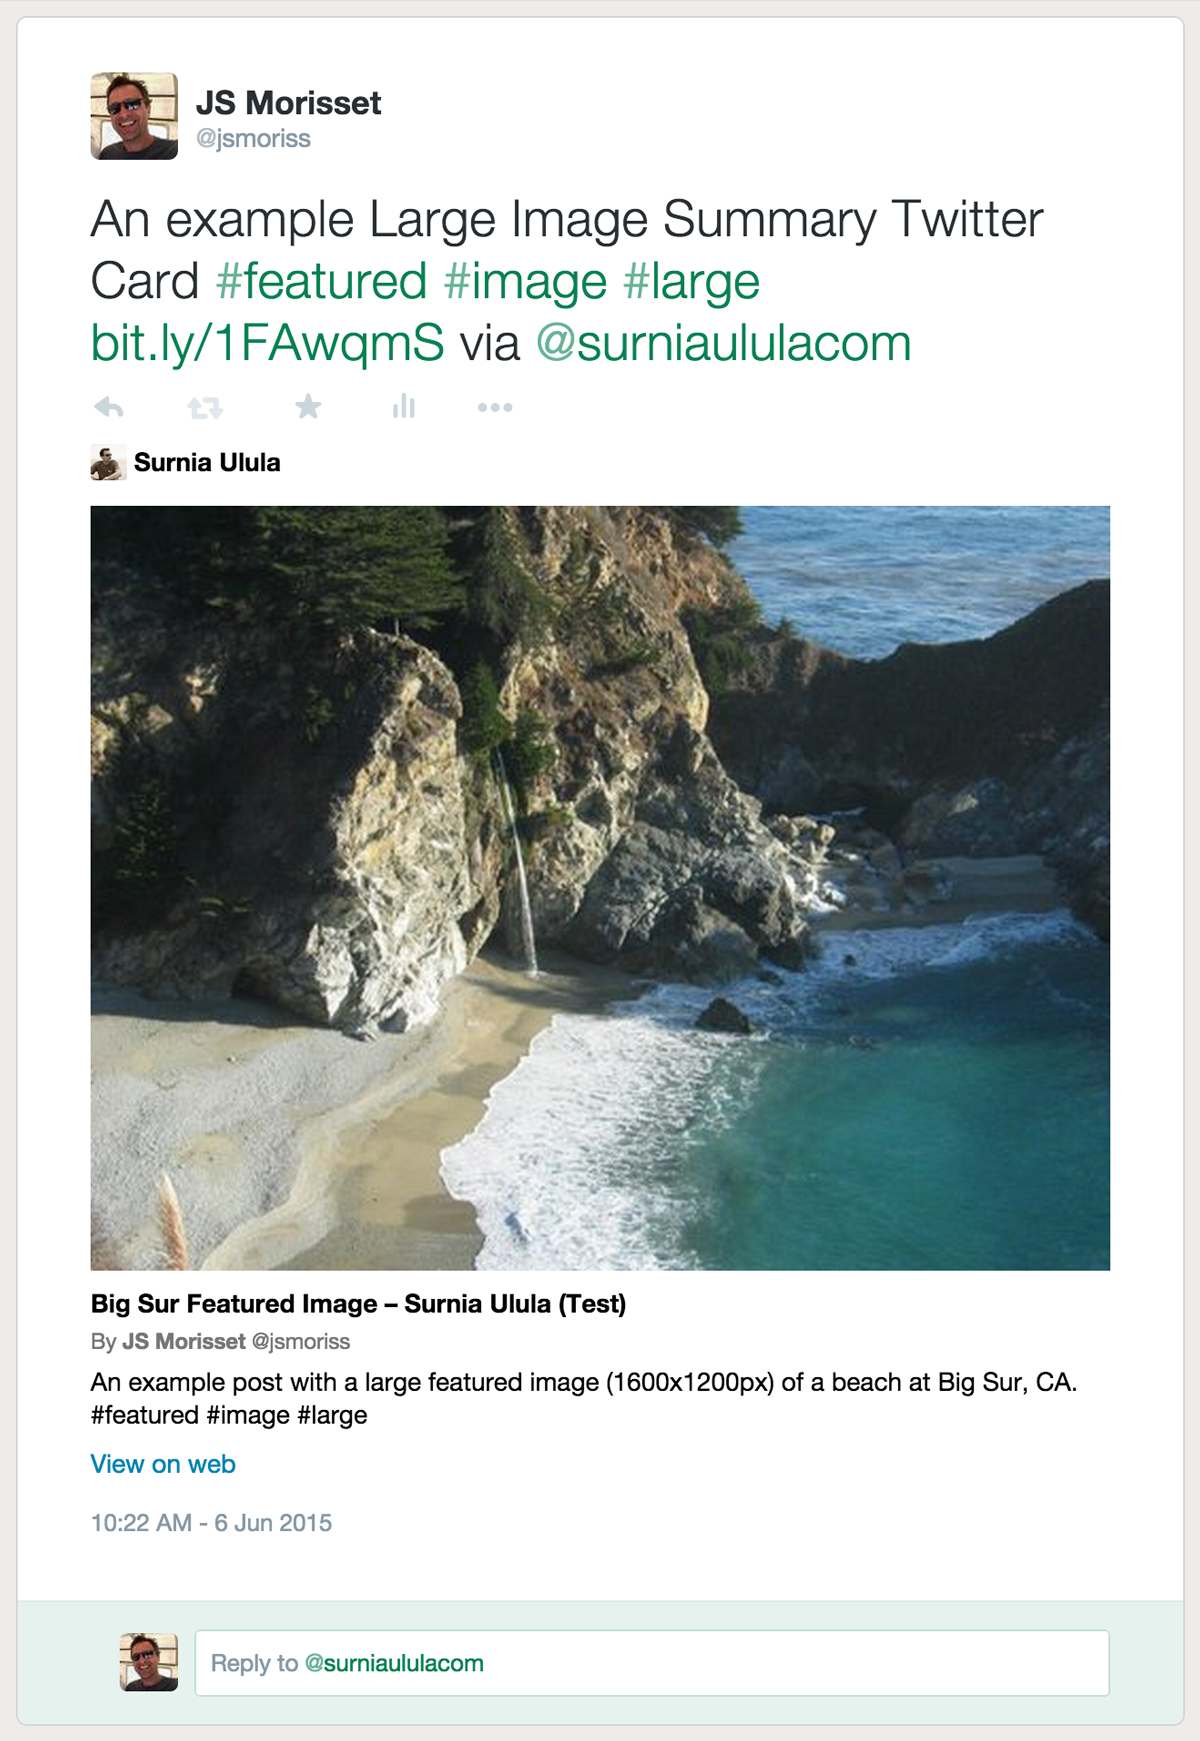 JS Morisset
@jsmoriss
An example Large Image Summary Twitter
Card #featured #image #large
bit.ly/1FAwqmS via @surniaululacom
Surnia Ulula
Big Sur Featured Image – Surnia Ulula (Test)
By JS Morisset @jsmoriss
An example post with a large featured image (1600x1200px) of a beach at Big Sur, CA.
#featured #image #large
View on web
10:22 AM - 6 Jun 2015
Reply to @surniaululacom